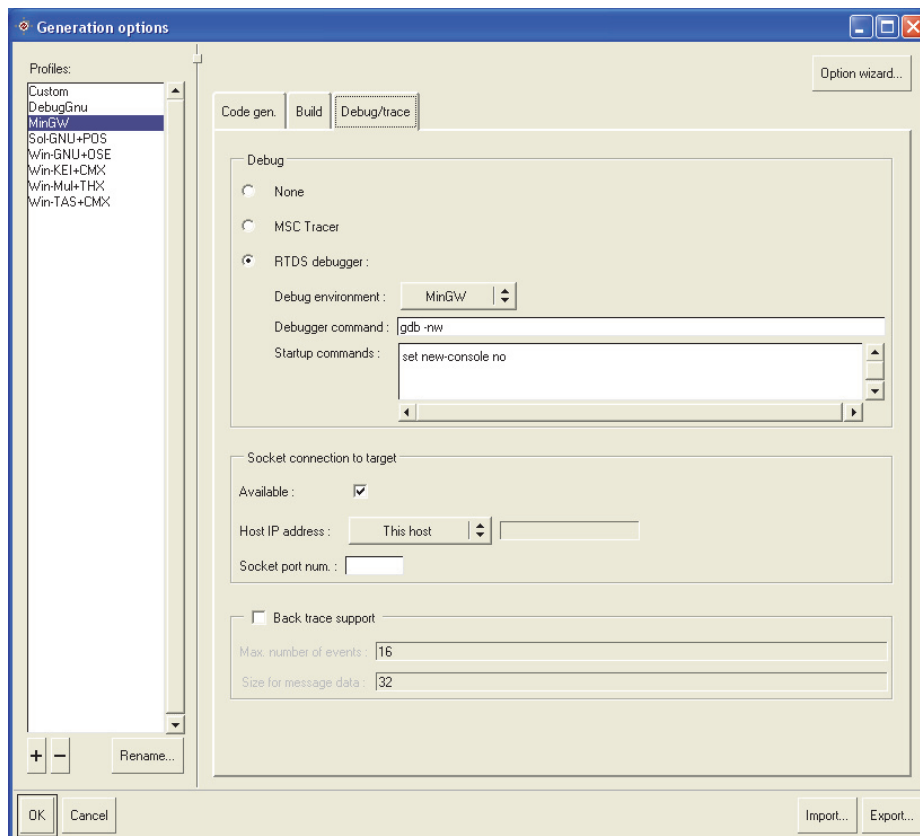 Generation options
Profiles:
Option wizard...
Custom
DebugGnu
MinGW
Sol-GNU+POS
Win-GNU+OSE
Win-KEI+CMX
Win-Mul+THX
Win-TAS+CMX
Code gen. Build Debug/trace
Debug
None
MSC Tracer
RTDS debugger :
Debug environment : MinGW
Debugger command : gdb -nw
Startup commands : set new-console no
Socket connection to target
Available :
Host IP address : This host
Socket port num. :
Back trace support
Max. number of events : 16
Size for message data : 32
+ − Rename...
OK Cancel Import... Export...